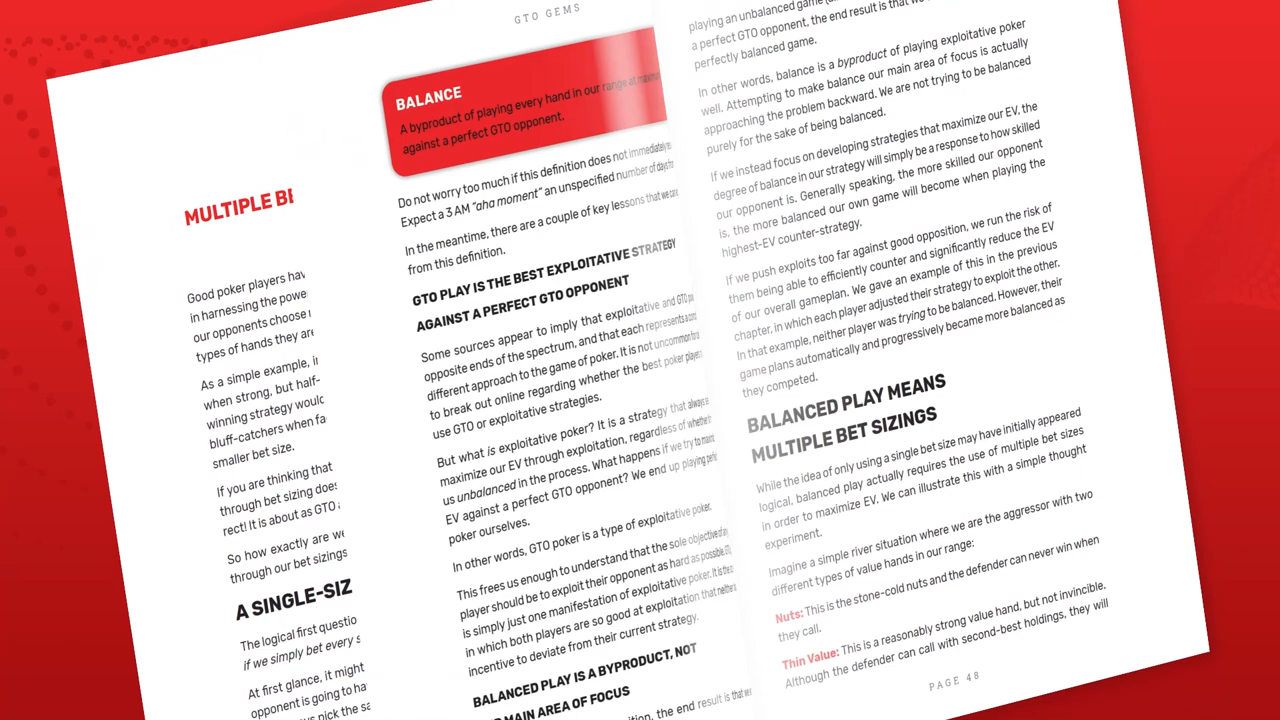 MULTIPLE
Good poker players
in harnessing the
our opponents choose
types of hands they
As a simple example,
when strong, but half-
winning strategy
bluff-catchers when
smaller bet size.
If you are thinking that
through bet sizing
rect! It is about as GTO
So how exactly are
through our bet sizings
A SINGLE-
The logical first
if we simply bet every
At first glance, it might
opponent is going to
pick the
GTO GEMS
BALANCE
A byproduct of playing every hand in our range at
against a perfect GTO opponent.
Do not worry too much if this definition does not immediately
Expect a 3 AM "aha moment" an unspecified number of days
In the meantime, there are a couple of key lessons that we can
from this definition.
GTO PLAY IS THE BEST EXPLOITATIVE STRATEGY
AGAINST A PERFECT GTO OPPONENT
Some sources appear to imply that exploitative and GTO
opposite ends of the spectrum, and that each represents a
different approach to the game of poker. It is not uncommon for
to break out online regarding whether the best poker players
use GTO or exploitative strategies.
But what is exploitative poker? It is a strategy that always
maximize our EV through exploitation, regardless of whether
us unbalanced in the process. What happens if we try to
EV against a perfect GTO opponent? We end up playing
poker ourselves.
In other words, GTO poker is a type of exploitative poker.
This frees us enough to understand that the sole objective of
player should be to exploit their opponent as hard as possible.
is simply just one manifestation of exploitative poker. It is
in which both players are so good at exploitation that neither
incentive to deviate from their current strategy.
BALANCED PLAY IS A BYPRODUCT, NOT
MAIN AREA OF FOCUS
the end result is that we
playing an unbalanced game
a perfect GTO opponent, the end result is that
perfectly balanced game.
In other words, balance is a byproduct of playing exploitative poker
well. Attempting to make balance our main area of focus is actually
approaching the problem backward. We are not trying to be balanced
purely for the sake of being balanced.
If we instead focus on developing strategies that maximize our EV, the
degree of balance in our strategy will simply be a response to how skilled
our opponent is. Generally speaking, the more skilled our opponent
is, the more balanced our own game will become when playing the
highest-EV counter-strategy.
If we push exploits too far against good opposition, we run the risk of
them being able to efficiently counter and significantly reduce the EV
of our overall gameplan. We gave an example of this in the previous
chapter, in which each player adjusted their strategy to exploit the other.
In that example, neither player was trying to be balanced. However, their
game plans automatically and progressively became more balanced as
they competed.
BALANCED PLAY MEANS
MULTIPLE BET SIZINGS
While the idea of only using a single bet size may have initially appeared
logical, balanced play actually requires the use of multiple bet sizes
in order to maximize EV. We can illustrate this with a simple thought
experiment.
Imagine a simple river situation where we are the aggressor with two
different types of value hands in our range:
Nuts: This is the stone-cold nuts and the defender can never win when
they call.
Thin Value: This is a reasonably strong value hand, but not invincible.
Although the defender can call with second-best holdings, they will
PAGE 48